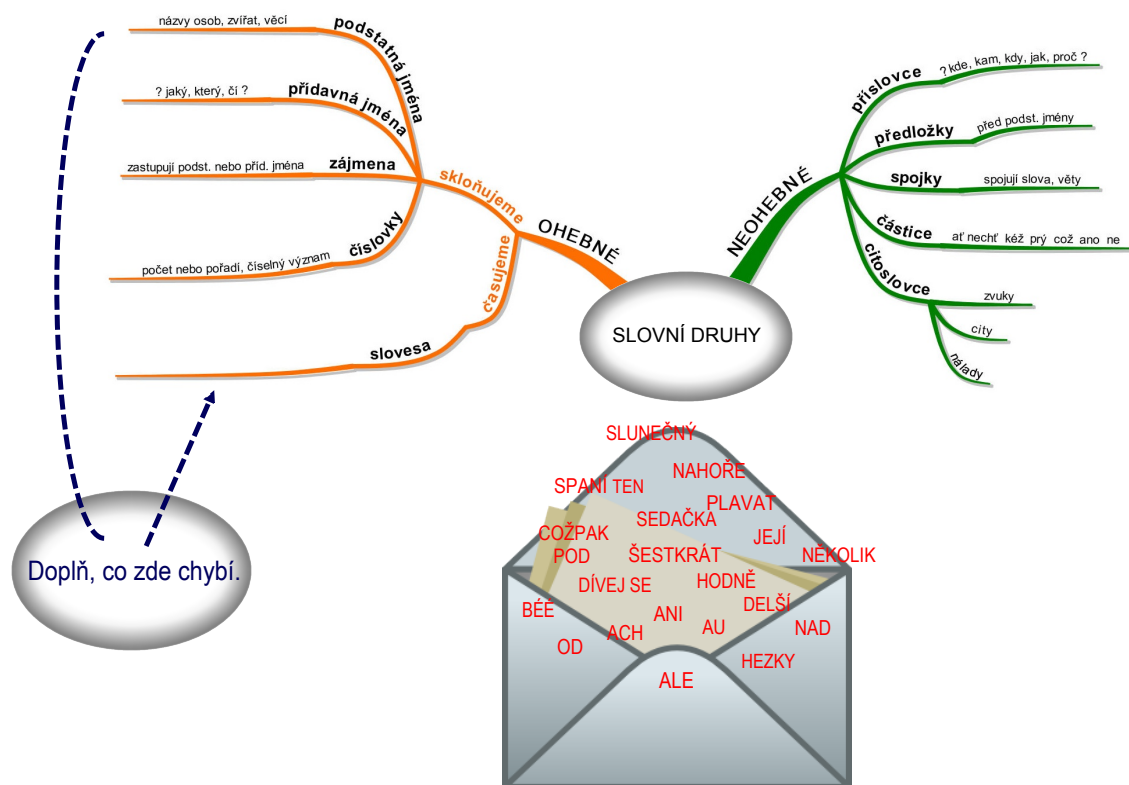 názvy osob, zvířat, věcí
podstatná jména
? jaký, který, čí ?
přídavná jména
zastupují podst. nebo příd. jména
zájmena
počet nebo pořadí, číselný význam
číslovky
skloňujeme
časujeme
slovesa
OHEBNÉ
SLOVNÍ DRUHY
NEOHEBNÉ
příslovce
? kde, kam, kdy, jak, proč ?
předložky
před podst. jmény
spojky
spojují slova, věty
částice
ať nechť kéž prý což ano ne
citoslovce
zvuky
city
nálady
Doplň, co zde chybí.
SLUNEČNÝ
NAHOŘE
SPANÍ TEN
PLAVAT
SEDAČKA
COŽPAK
JEJÍ
POD
ŠESTKRÁT
NĚKOLIK
DÍVEJ SE
HODNĚ
BÉÉ
ANI
DELŠÍ
ACH
AU
NAD
OD
HEZKY
ALE